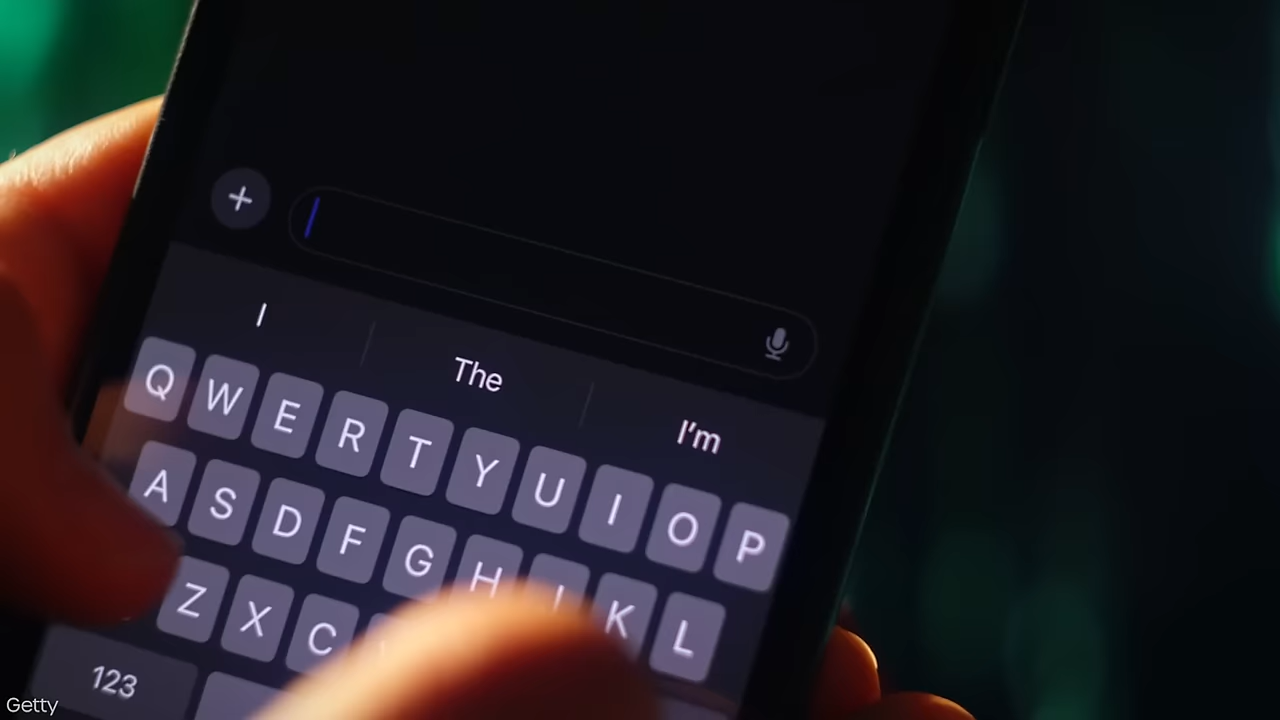 I The I'm
Q W E R T Y U I O P
A S D F G H J K L
Z X C
123
Getty